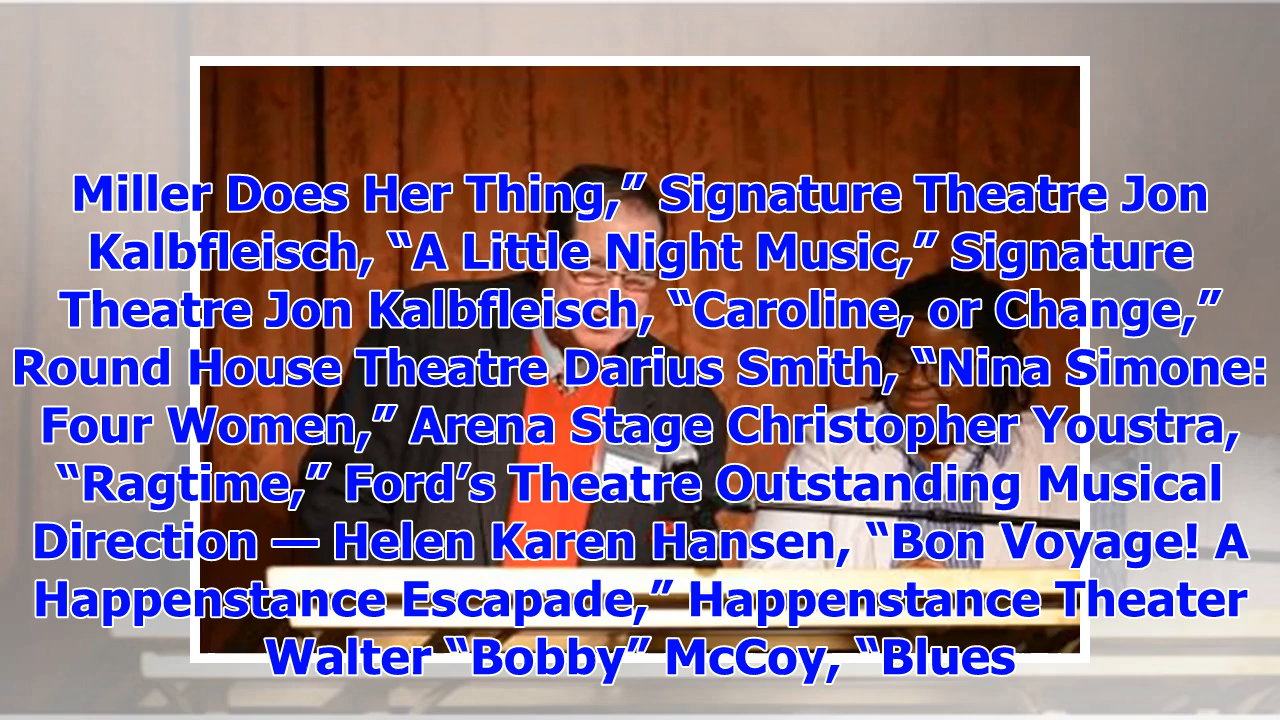 Miller Does Her Thing,” Signature Theatre Jon
Kalbfleisch, “A Little Night Music,” Signature
Theatre Jon Kalbfleisch, “Caroline, or Change,”
Round House Theatre Darius Smith, “Nina Simone:
Four Women,” Arena Stage Christopher Youstra,
“Ragtime,” Ford’s Theatre Outstanding Musical
Direction — Helen Karen Hansen, “Bon Voyage! A
Happenstance Escapade,” Happenstance Theater
Walter “Bobby” McCoy, “Blues